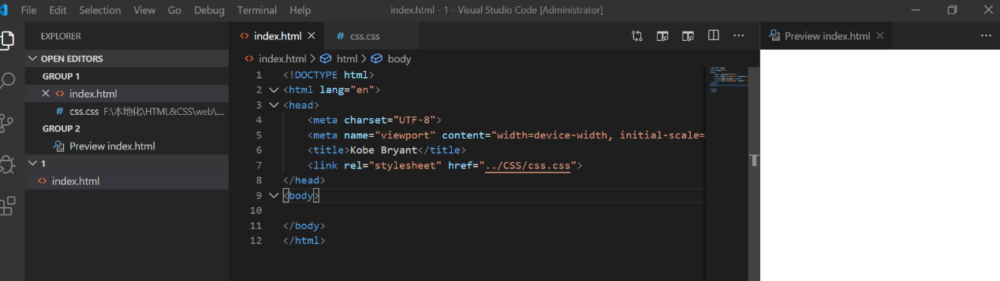 File Edit Selection View Go Debug Terminal Help index.html - 1 - Visual Studio Code [Administrator]
EXPLORER
OPEN EDITORS
GROUP 1
index.html
css.css F:\本地化\HTML&CSS\web\...
GROUP 2
Preview index.html
1
index.html
index.html css.css
index.html > html > body
1 <!DOCTYPE html>
2 <html lang="en">
3 <head>
4 <meta charset="UTF-8">
5 <meta name="viewport" content="width=device-width, initial-scale=
6 <title>Kobe Bryant</title>
7 <link rel="stylesheet" href="../CSS/css.css">
8 </head>
9 <body>
10
11 </body>
12 </html>
Preview index.html